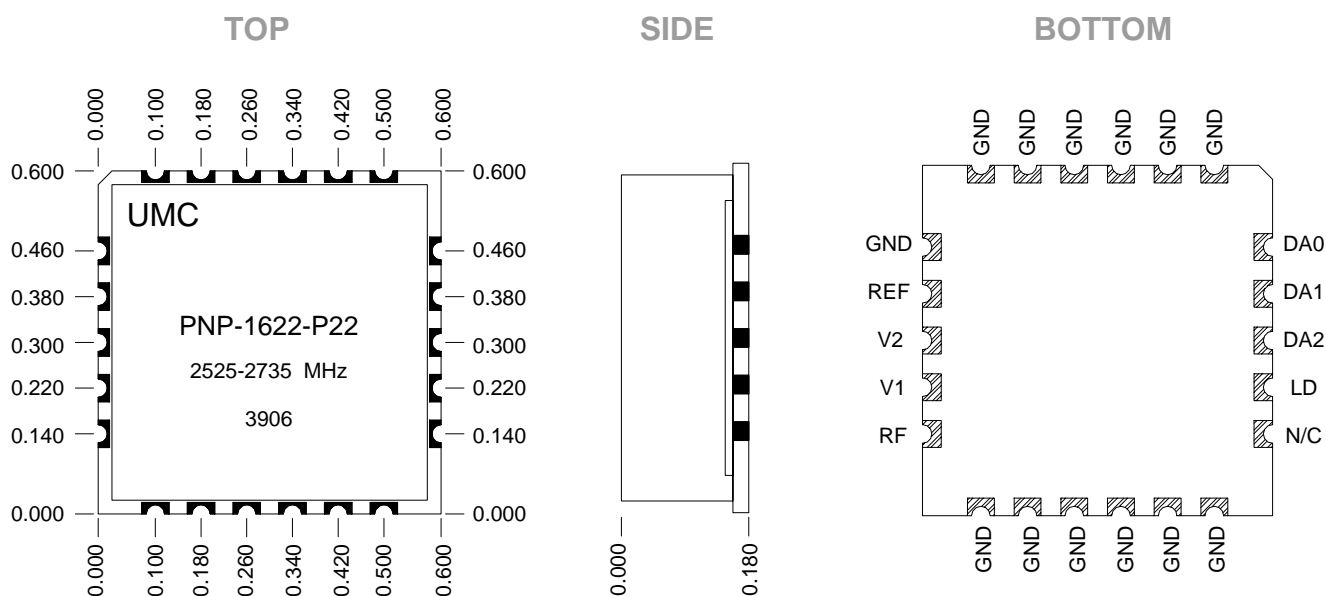 TOP
SIDE
BOTTOM
0.000
0.100
0.180
0.260
0.340
0.420
0.500
0.600
0.600
0.460
0.380
0.300
0.220
0.140
0.000
UMC
PNP-1622-P22
2525-2735 MHz
3906
0.600
0.460
0.380
0.300
0.220
0.140
0.000
0.000
0.100
0.180
0.260
0.340
0.420
0.500
0.600
0.000
0.180
GND
GND
GND
GND
GND
GND
GND
REF
V2
V1
RF
DA0
DA1
DA2
LD
N/C
GND
GND
GND
GND
GND
GND